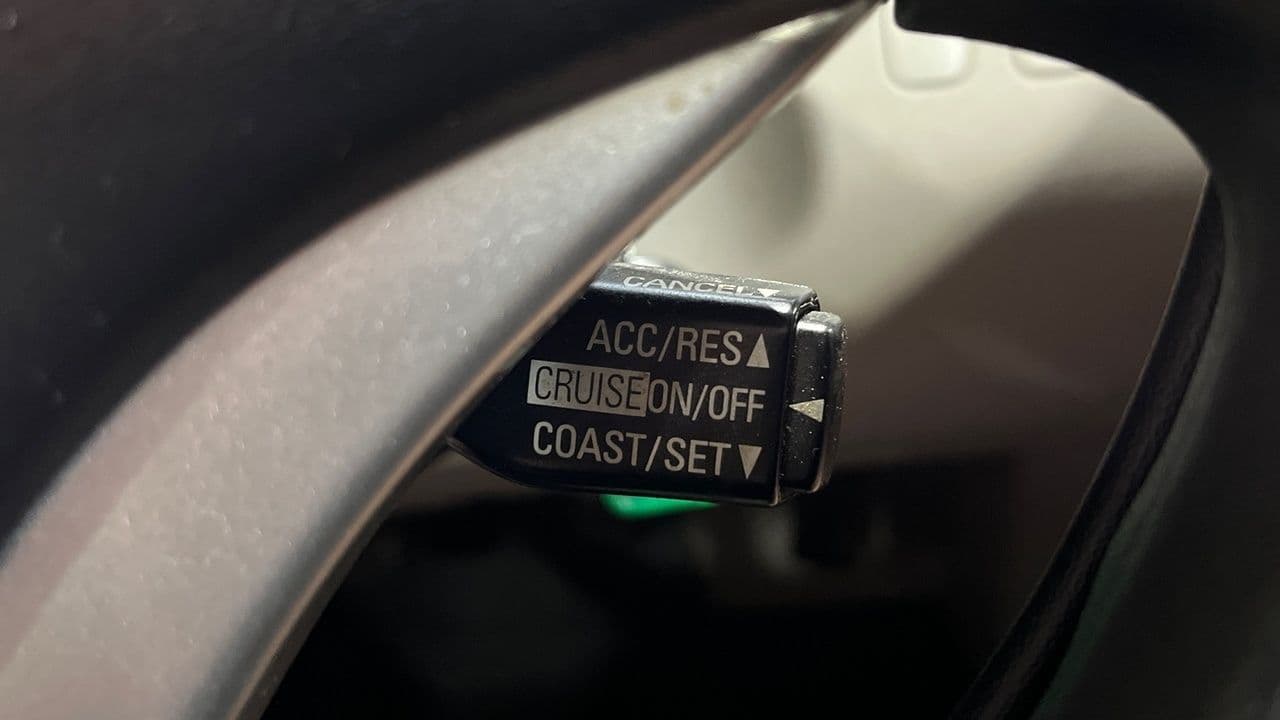 CANCEL▼
ACC/RES▲
CRUISE ON/OFF ◀
COAST/SET▼